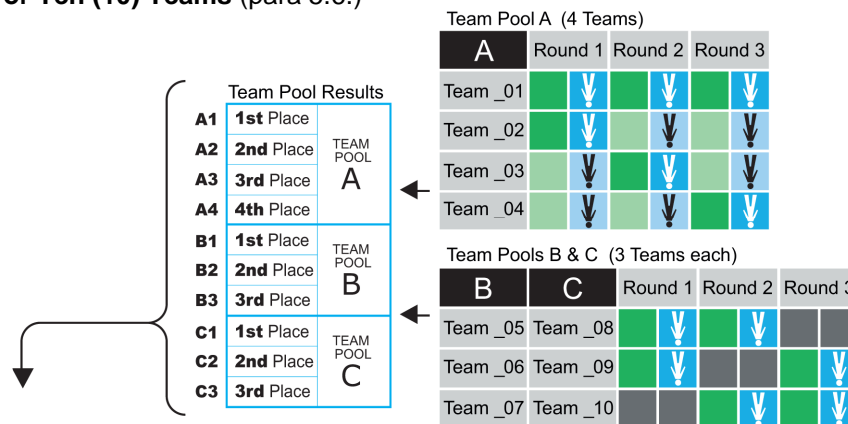 Ten (10) Teams (para
Team Pool A (4 Teams)
A Round 1 Round 2 Round 3
Team _01
Team _02
Team _03
Team _04
Team Pool Results
A1 1st Place
A2 2nd Place
A3 3rd Place
A4 4th Place
TEAM
POOL
A
B1 1st Place
B2 2nd Place
B3 3rd Place
TEAM
POOL
B
C1 1st Place
C2 2nd Place
C3 3rd Place
TEAM
POOL
C
Team Pools B & C (3 Teams each)
B C Round 1 Round 2 Round 3
Team _05 Team _08
Team _06 Team _09
Team _07 Team _10